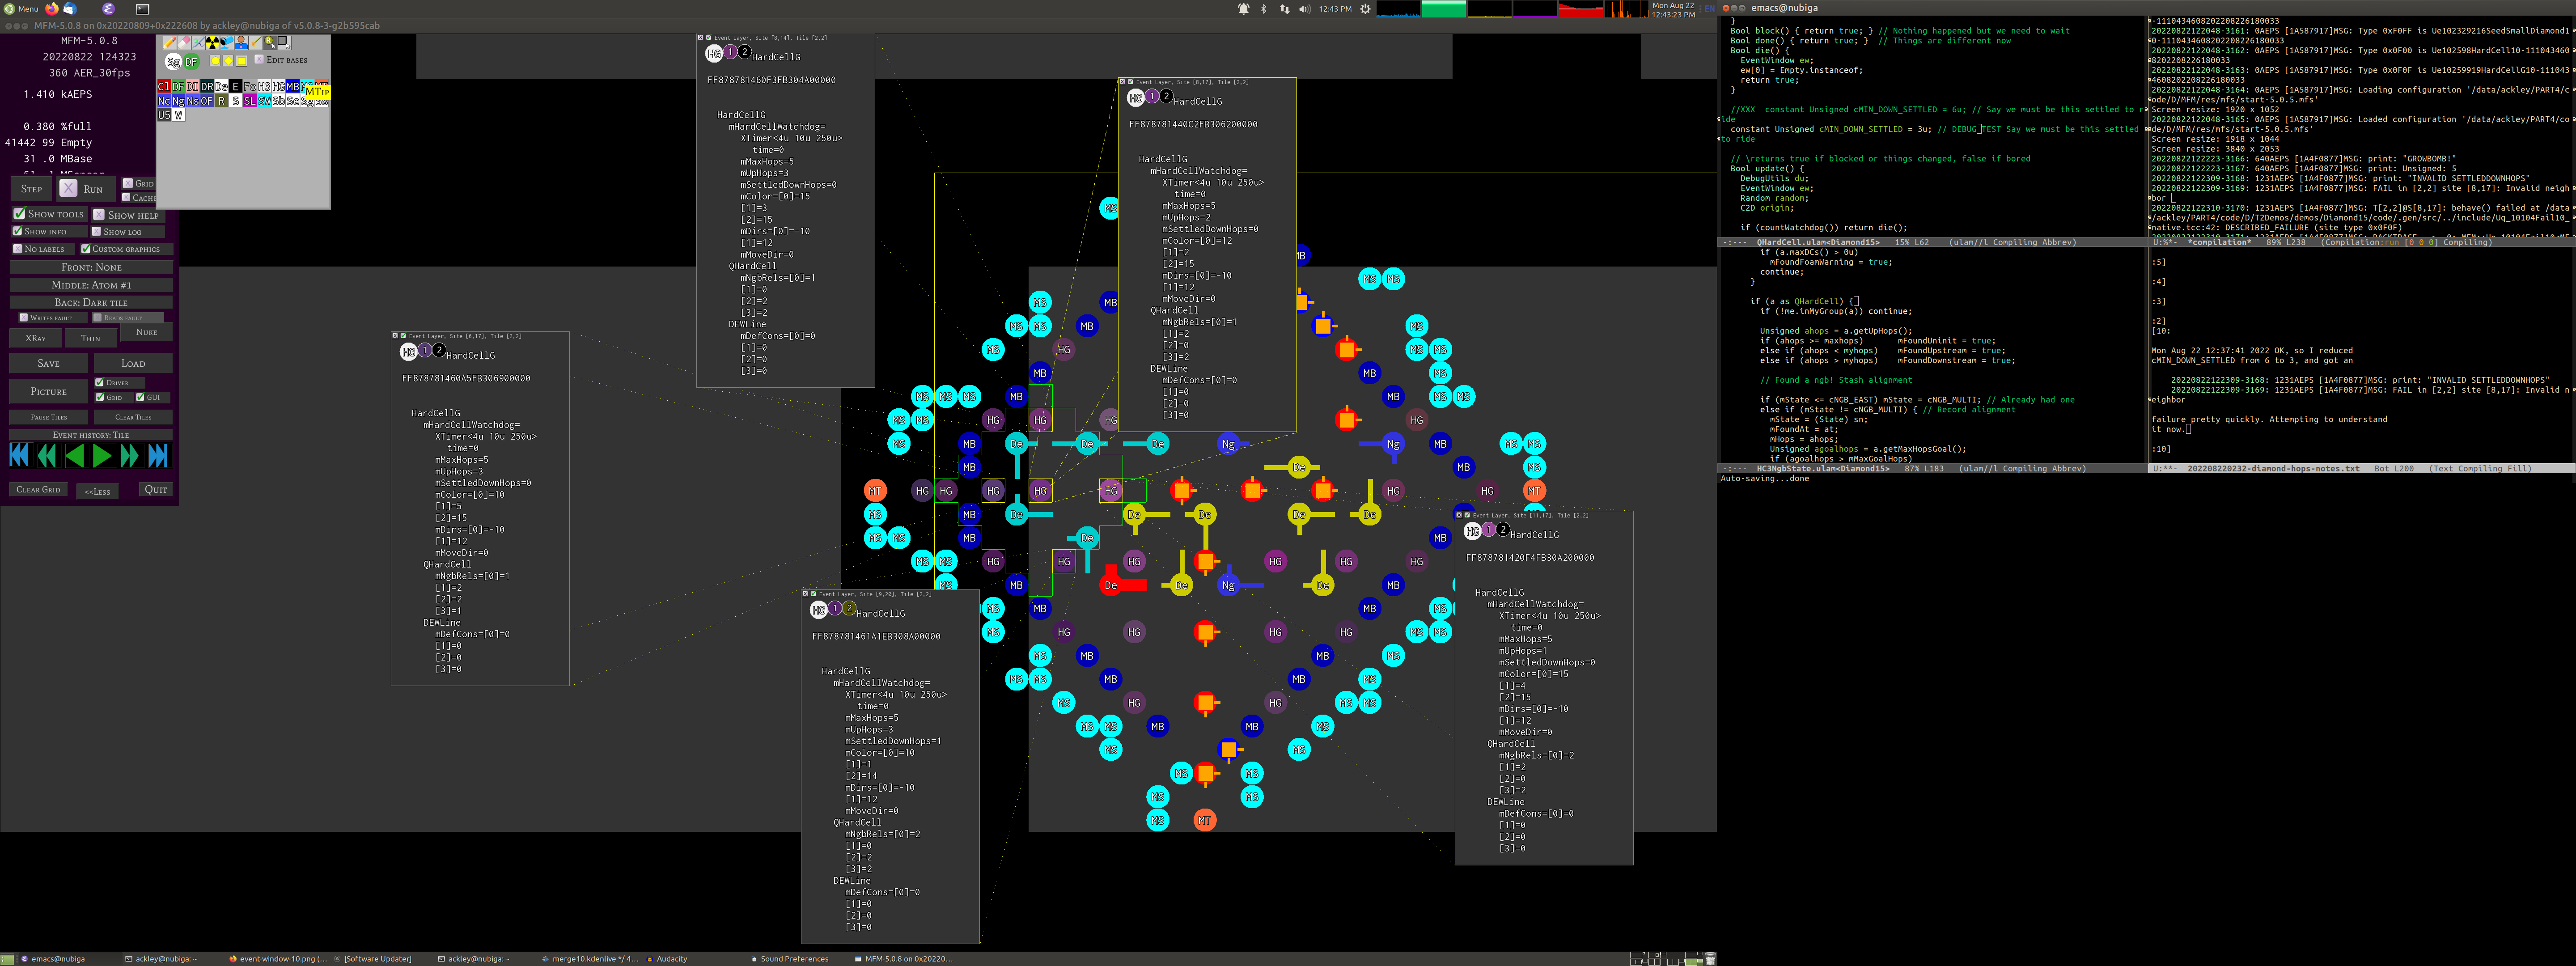 Menu
12:43 PM
Mon Aug 22
12:43:23 PM
EN
MFM-5.0.8 on 0x20220809+0x222608 by ackley@nubiga of v5.0.8-3-g2b595cab
MFM-5.0.8
20220822 124323
360 AER_30fps
1.410 kAEPS
0.380 %full
41442 99 Empty
31 .0 MBase
Step
Run
Grid
Show tools
Show help
Show info
Show log
No labels
Custom graphics
Front: None
Middle: Atom #1
Back: Dark tile
Writes fault
Reads fault
XRay
Thin
Nuke
Save
Load
Picture
Driver
Grid
GUI
Pause Tiles
Clear Tiles
Event history: Tile
Clear Grid
<<Less
Quit
Sg DF
Edit bases
MTip
U5 W
Event Layer, Site [8,14], Tile [2,2]
HG 1 2 HardCellG
FF878781460F3FB304A00000
HardCellG
mHardCellWatchdog=
XTimer<4u 10u 250u>
time=0
mMaxHops=5
mUpHops=3
mSettledDownHops=0
mColor=[0]=15
[1]=3
[2]=15
mDirs=[0]=-10
[1]=12
mMoveDir=0
QHardCell
mNgbRels=[0]=1
[1]=0
[2]=2
[3]=2
DEWLine
mDefCons=[0]=0
[1]=0
[2]=0
[3]=0
Event Layer, Site [8,17], Tile [2,2]
HG 1 2 HardCellG
FF878781440C2FB306200000
HardCellG
mHardCellWatchdog=
XTimer<4u 10u 250u>
time=0
mMaxHops=5
mUpHops=2
mSettledDownHops=0
mColor=[0]=12
[1]=2
[2]=15
mDirs=[0]=-10
[1]=12
mMoveDir=0
QHardCell
mNgbRels=[0]=1
[1]=2
[2]=0
[3]=2
DEWLine
mDefCons=[0]=0
[1]=0
[2]=0
[3]=0
Event Layer, Site [8,17], Tile [2,2]
HG 1 2 HardCellG
FF878781460A5FB306900000
HardCellG
mHardCellWatchdog=
XTimer<4u 10u 250u>
time=0
mMaxHops=5
mUpHops=3
mSettledDownHops=0
mColor=[0]=10
[1]=5
[2]=15
mDirs=[0]=-10
[1]=12
mMoveDir=0
QHardCell
mNgbRels=[0]=1
[1]=2
[2]=2
[3]=1
DEWLine
mDefCons=[0]=0
[1]=0
[2]=0
[3]=0
Event Layer, Site [9,20], Tile [2,2]
HG 1 2 HardCellG
FF878781461A1EB308A00000
HardCellG
mHardCellWatchdog=
XTimer<4u 10u 250u>
time=0
mMaxHops=5
mUpHops=3
mSettledDownHops=1
mColor=[0]=10
[1]=1
[2]=14
mDirs=[0]=-10
[1]=12
mMoveDir=0
QHardCell
mNgbRels=[0]=2
[1]=0
[2]=2
[3]=2
DEWLine
mDefCons=[0]=0
[1]=0
[2]=0
[3]=0
Event Layer, Site [11,17], Tile [2,2]
HG 1 2 HardCellG
FF878781420F4FB30A200000
HardCellG
mHardCellWatchdog=
XTimer<4u 10u 250u>
time=0
mMaxHops=5
mUpHops=1
mSettledDownHops=0
mColor=[0]=15
[1]=4
[2]=15
mDirs=[0]=-10
[1]=12
mMoveDir=0
QHardCell
mNgbRels=[0]=2
[1]=2
[2]=0
[3]=2
DEWLine
mDefCons=[0]=0
[1]=0
[2]=0
[3]=0
emacs@nubiga
}
Bool block() { return true; } // Nothing happened but we need to wait
Bool done() { return true; } // Things are different now
Bool die() {
EventWindow ew;
ew[0] = Empty.instanceof;
return true;
}
//XXX constant Unsigned cMIN_DOWN_SETTLED = 6u; // Say we must be this settled to r
ide
constant Unsigned cMIN_DOWN_SETTLED = 3u; // DEBUG TEST Say we must be this settled
to ride
// \returns true if blocked or things changed, false if bored
Bool update() {
DebugUtils du;
EventWindow ew;
Random random;
C2D origin;
if (countWatchdog()) return die();
-:--- QHardCell.ulam<Diamond15> 15% L62 (ulam//l Compiling Abbrev)
if (a.maxDCs() > 0u)
mFoundFoamWarning = true;
continue;
}
if (a as QHardCell) {
if (!me.inMyGroup(a)) continue;
Unsigned ahops = a.getUpHops();
if (ahops >= maxhops) mFoundUninit = true;
else if (ahops < myhops) mFoundUpstream = true;
else if (ahops > myhops) mFoundDownstream = true;
// Found a ngb! Stash alignment
if (mState <= cNGB_EAST) mState = cNGB_MULTI; // Already had one
else if (mState != cNGB_MULTI) { // Record alignment
mState = (State) sn;
mFoundAt = at;
mHops = ahops;
Unsigned agoalhops = a.getMaxHopsGoal();
if (agoalhops > mMaxGoalHops)
-:--- HC3NgbState.ulam<Diamond15> 87% L183 (ulam//l Compiling Abbrev)
Auto-saving...done
-1110434608202208226180033
20220822122048-3161: 0AEPS [1A587917]MSG: Type 0xF0FF is Ue102329216SeedSmallDiamond1
0-1110434608202208226180033
20220822122048-3162: 0AEPS [1A587917]MSG: Type 0x0F00 is Ue102598HardCell10-111043460
8202208226180033
20220822122048-3163: 0AEPS [1A587917]MSG: Type 0x0F0F is Ue10259919HardCellG10-111043
4608202208226180033
20220822122048-3164: 0AEPS [1A587917]MSG: Loading configuration '/data/ackley/PART4/c
ode/D/MFM/res/mfs/start-5.0.5.mfs'
Screen resize: 1920 x 1052
20220822122048-3165: 0AEPS [1A587917]MSG: Loaded configuration '/data/ackley/PART4/co
de/D/MFM/res/mfs/start-5.0.5.mfs'
Screen resize: 1918 x 1044
Screen resize: 3840 x 2053
20220822122223-3166: 640AEPS [1A4F0877]MSG: print: "GROWBOMB!"
20220822122223-3167: 640AEPS [1A4F0877]MSG: print: Unsigned: 5
20220822122309-3168: 1231AEPS [1A4F0877]MSG: print: "INVALID SETTLEDDOWNHOPS"
20220822122309-3169: 1231AEPS [1A4F0877]MSG: FAIL in [2,2] site [8,17]: Invalid neigh
bor
20220822122310-3170: 1231AEPS [1A4F0877]MSG: T[2,2]@S[8,17]: behave() failed at /data
/ackley/PART4/code/D/T2Demos/demos/Diamond15/code/.gen/src/../include/Uq_10104Fail10_
native.tcc:42: DESCRIBED_FAILURE (site type 0x0F0F)
U:%*- *compilation* 89% L238 (Compilation:run [0 0 0] Compiling)
:5]
:4]
:3]
:2]
[10:
Mon Aug 22 12:37:41 2022 OK, so I reduced
cMIN_DOWN_SETTLED from 6 to 3, and got an
20220822122309-3168: 1231AEPS [1A4F0877]MSG: print: "INVALID SETTLEDDOWNHOPS"
20220822122309-3169: 1231AEPS [1A4F0877]MSG: FAIL in [2,2] site [8,17]: Invalid n
eighbor
failure pretty quickly. Attempting to understand
it now.
:10]
U:**- 202208220232-diamond-hops-notes.txt Bot L200 (Text Compiling Fill)
emacs@nubiga
ackley@nubiga: ~
event-window-10.png (...
[Software Updater]
ackley@nubiga: ~
merge10.kdenlive */ 4...
Audacity
Sound Preferences
MFM-5.0.8 on 0x20220...